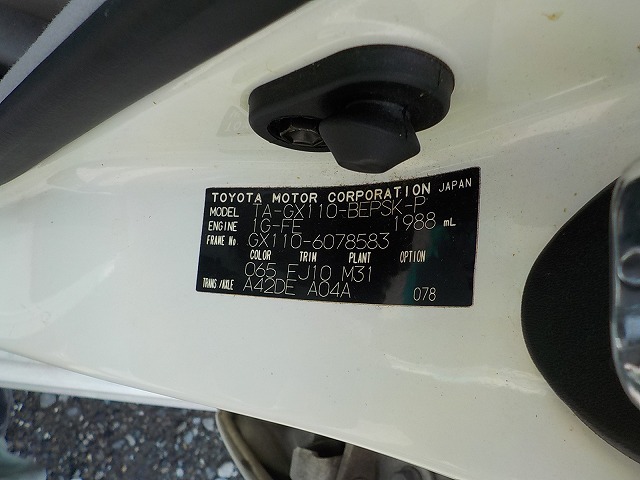 TOYOTA MOTOR CORPORATION JAPAN
MODEL TA-GX110-BEPSK-P
ENGINE 1G-FE 1988 mL
FRAME No. GX110-6078583
COLOR TRIM PLANT OPTION
065 FJ10 M31
TRANS/AXLE A42DE A04A 078